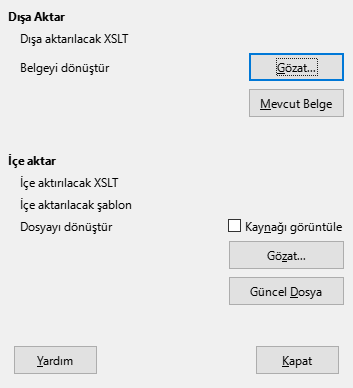 Dışa Aktar
Dışa aktarılacak XSLT
Belgeyi dönüştür
Gözat...
Mevcut Belge
İçe aktar
İçe aktırılacak XSLT
İçe aktarılacak şablon
Dosyayı dönüştür
Kaynağı görüntüle
Gözat...
Güncel Dosya
Yardım
Kapat